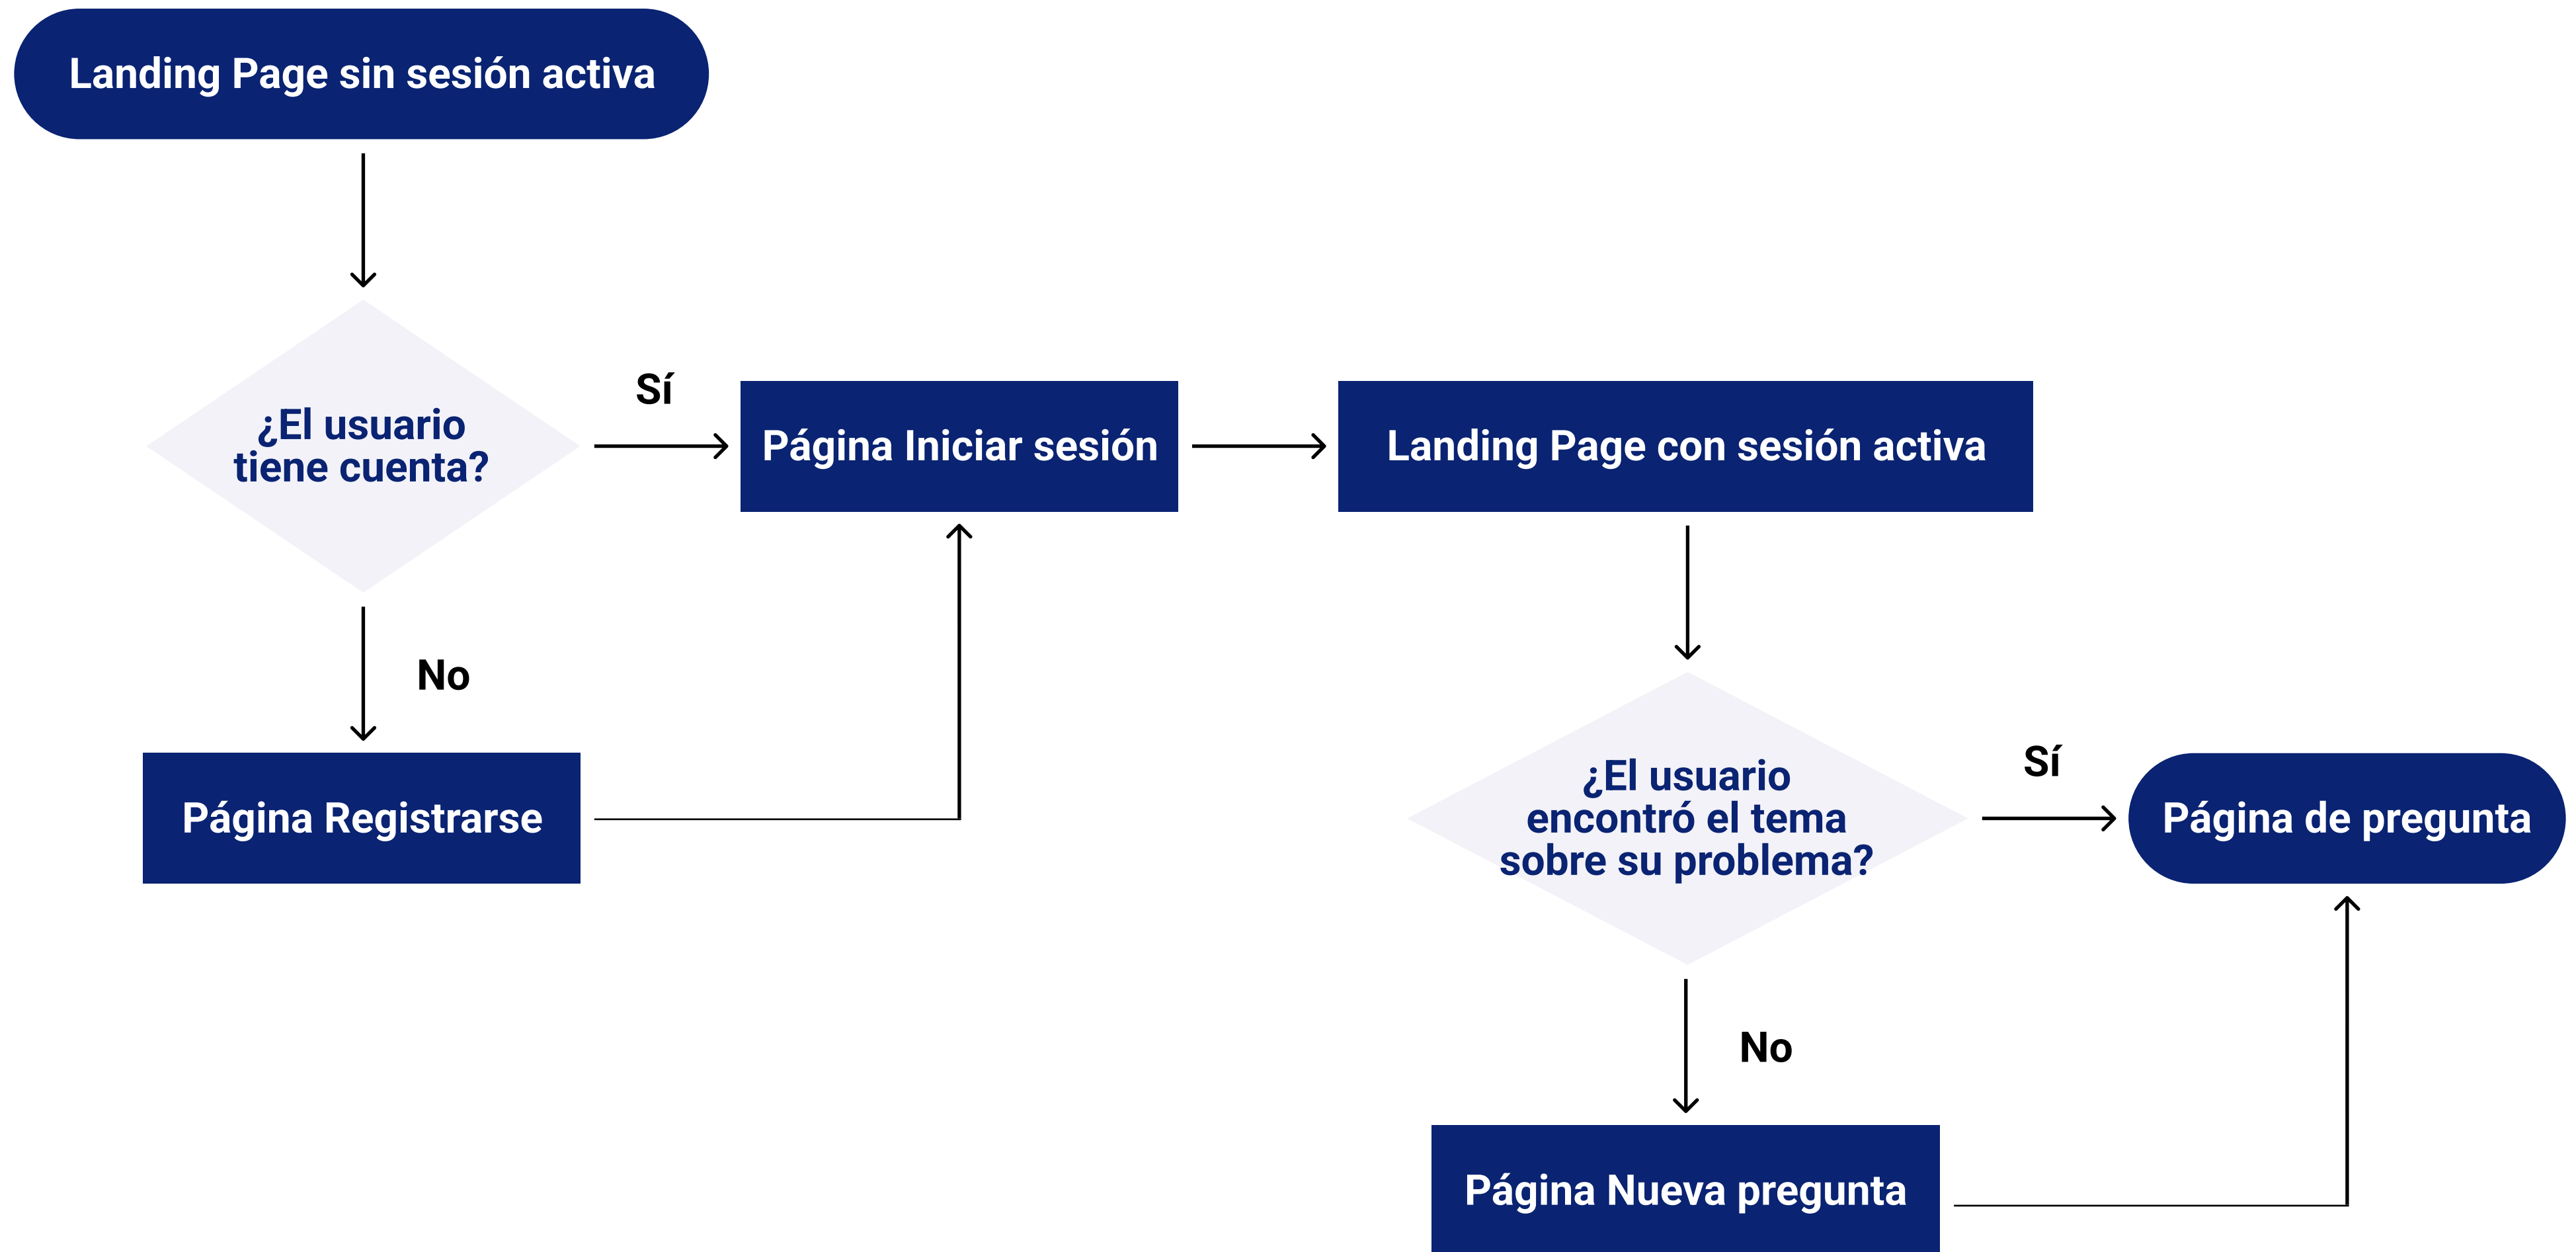 Landing Page sin sesión activa
¿El usuario
tiene cuenta?
Sí
Página Iniciar sesión
Landing Page con sesión activa
No
Página Registrarse
¿El usuario
encontró el tema
sobre su problema?
Sí
Página de pregunta
No
Página Nueva pregunta